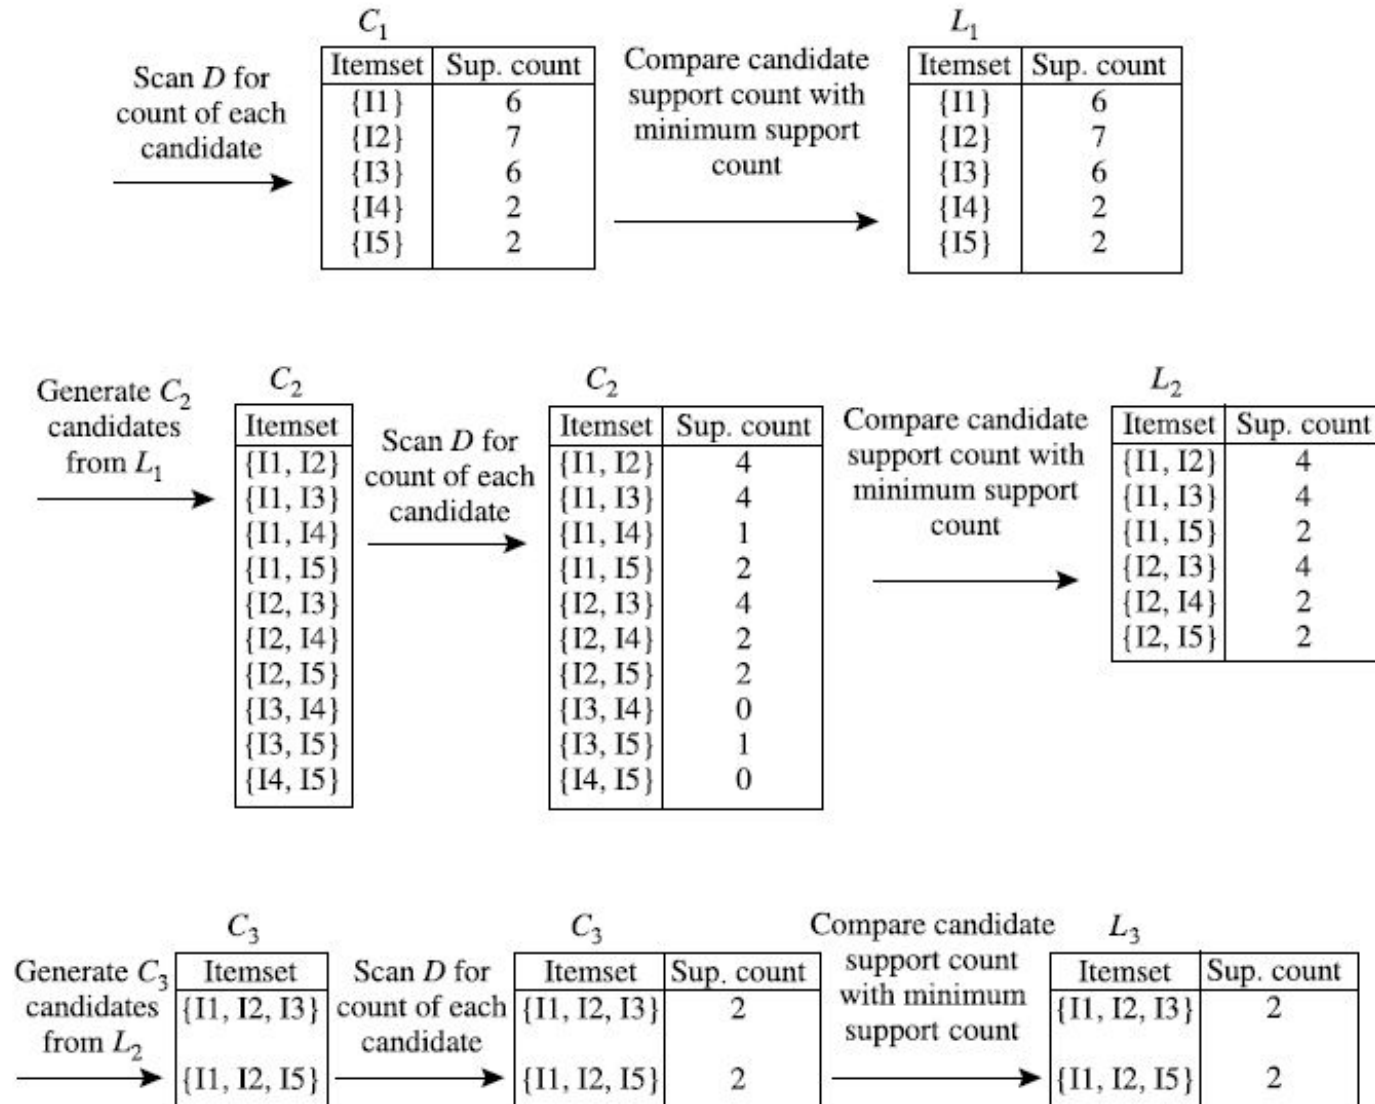 C1
L1
Scan D for
count of each
candidate
Itemset Sup. count
{I1} 6
{I2} 7
{I3} 6
{I4} 2
{I5} 2
Compare candidate
support count with
minimum support
count
Itemset Sup. count
{I1} 6
{I2} 7
{I3} 6
{I4} 2
{I5} 2
Generate C2
candidates
from L1
C2
Itemset
{I1, I2}
{I1, I3}
{I1, I4}
{I1, I5}
{I2, I3}
{I2, I4}
{I2, I5}
{I3, I4}
{I3, I5}
{I4, I5}
Scan D for
count of each
candidate
C2
Itemset Sup. count
{I1, I2} 4
{I1, I3} 4
{I1, I4} 1
{I1, I5} 2
{I2, I3} 4
{I2, I4} 2
{I2, I5} 2
{I3, I4} 0
{I3, I5} 1
{I4, I5} 0
Compare candidate
support count with
minimum support
count
L2
Itemset Sup. count
{I1, I2} 4
{I1, I3} 4
{I1, I5} 2
{I2, I3} 4
{I2, I4} 2
{I2, I5} 2
Generate C3
candidates
from L2
C3
Itemset
{I1, I2, I3}
{I1, I2, I5}
Scan D for
count of each
candidate
C3
Itemset Sup. count
{I1, I2, I3} 2
{I1, I2, I5} 2
Compare candidate
support count
with minimum
support count
L3
Itemset Sup. count
{I1, I2, I3} 2
{I1, I2, I5} 2